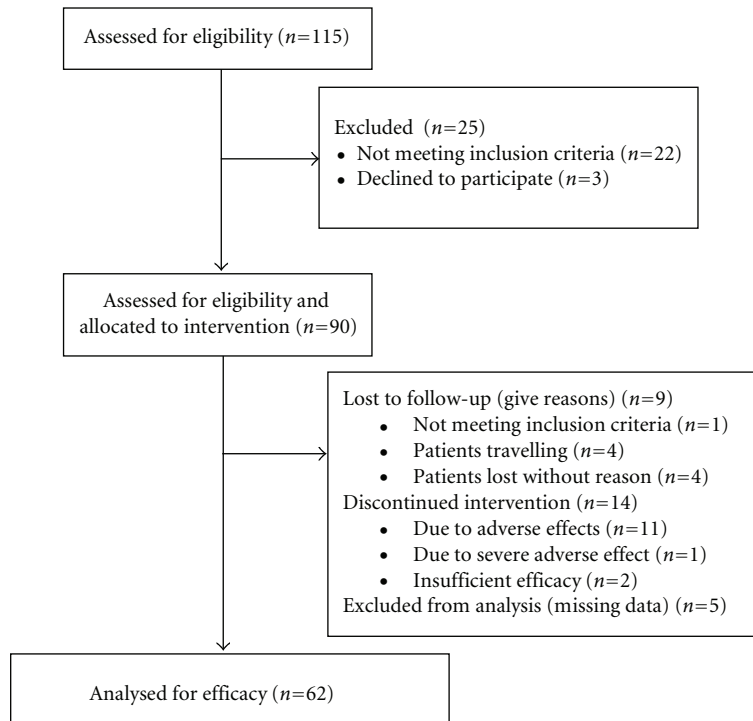 Assessed for eligibility (n=115)
Excluded (n=25)
• Not meeting inclusion criteria (n=22)
• Declined to participate (n=3)
Assessed for eligibility and
allocated to intervention (n=90)
Lost to follow-up (give reasons) (n=9)
• Not meeting inclusion criteria (n=1)
• Patients travelling (n=4)
• Patients lost without reason (n=4)
Discontinued intervention (n=14)
• Due to adverse effects (n=11)
• Due to severe adverse effect (n=1)
• Insufficient efficacy (n=2)
Excluded from analysis (missing data) (n=5)
Analysed for efficacy (n=62)